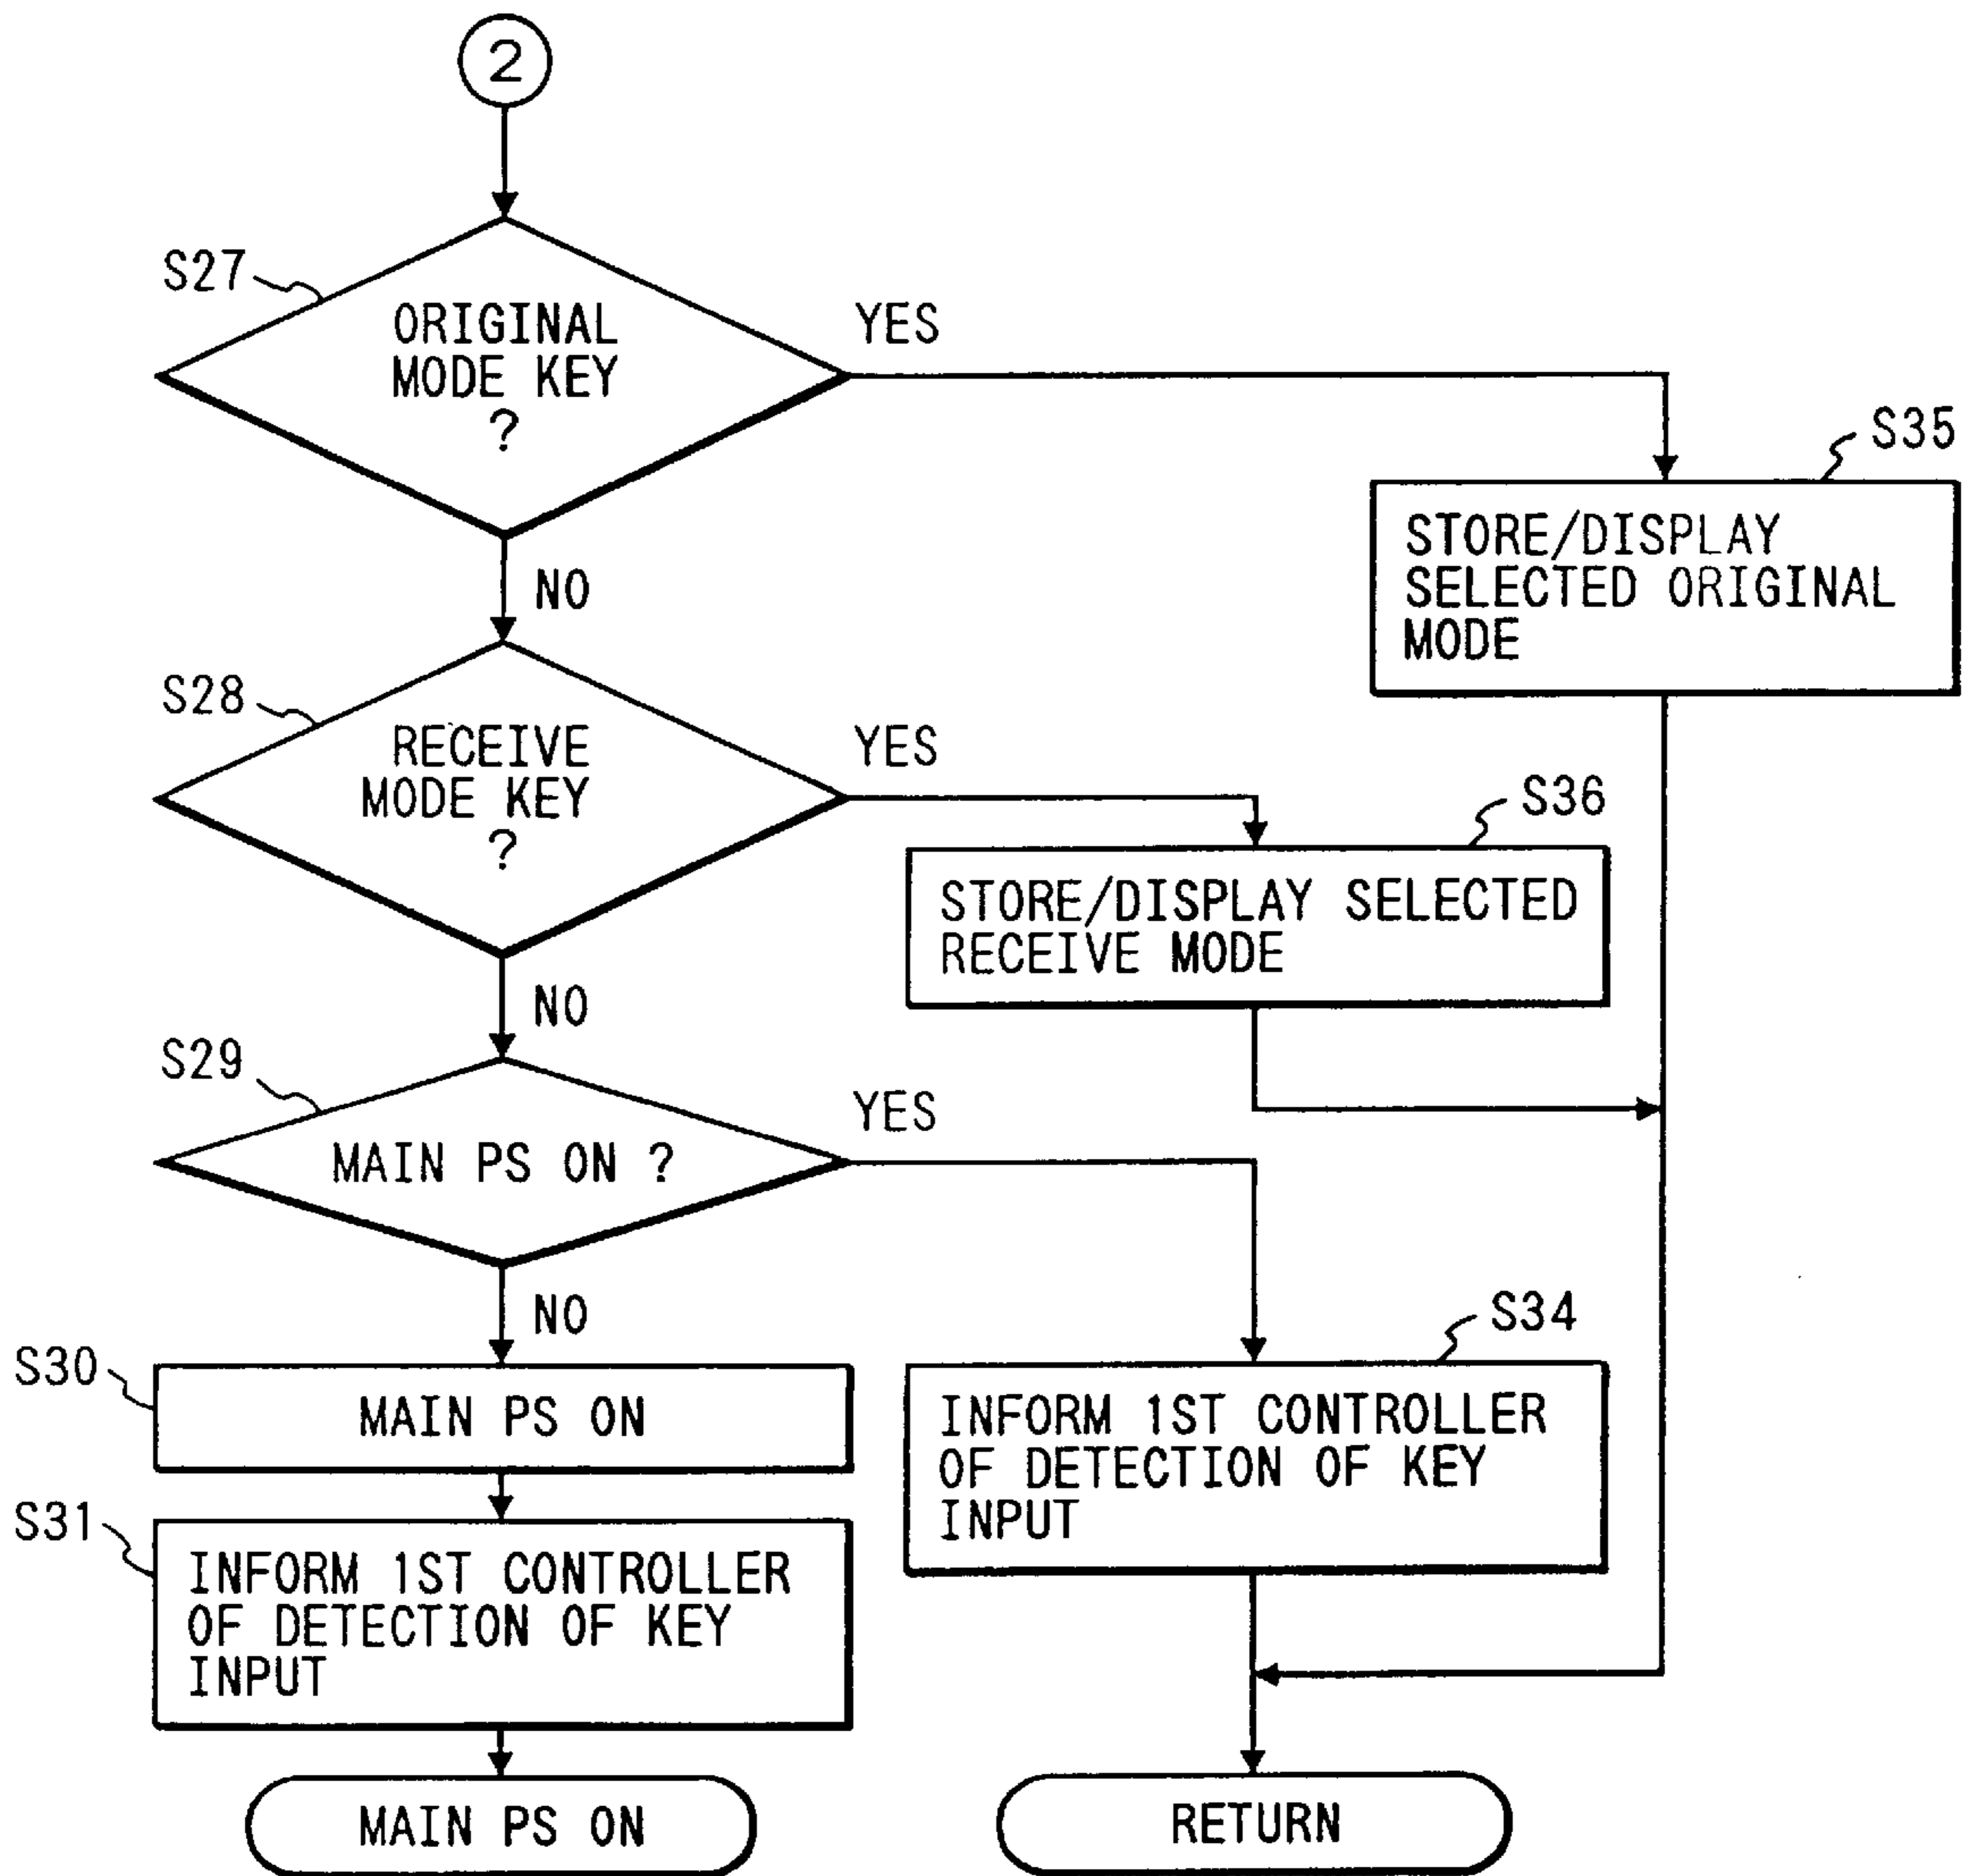 2
S27
ORIGINAL
MODE KEY
?
YES
S35
STORE/DISPLAY
SELECTED ORIGINAL
MODE
NO
S28
RECEIVE
MODE KEY
?
YES
S36
STORE/DISPLAY SELECTED
RECEIVE MODE
NO
S29
MAIN PS ON ?
YES
NO
S30
MAIN PS ON
S34
INFORM 1ST CONTROLLER
OF DETECTION OF KEY
INPUT
S31
INFORM 1ST CONTROLLER
OF DETECTION OF KEY
INPUT
MAIN PS ON
RETURN